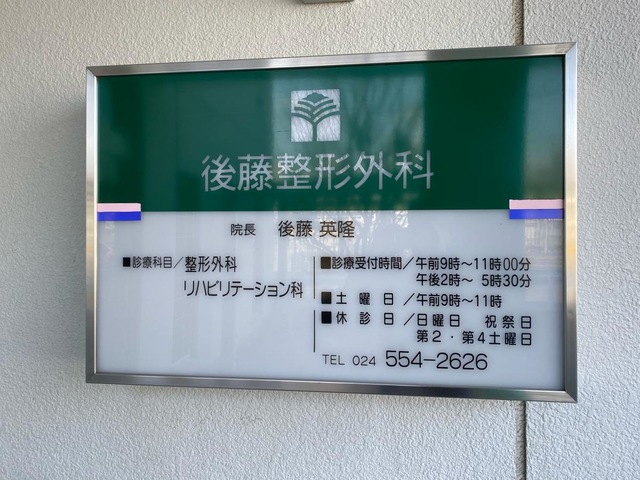 後藤整形外科
院長 後藤 英隆
■診療科目/整形外科
リハビリテーション科
■診療受付時間/午前9時〜11時00分
午後2時〜 5時30分
■土曜日/午前9時〜11時
■休診日/日曜日 祝祭日
第2・第4土曜日
TEL 024 554-2626